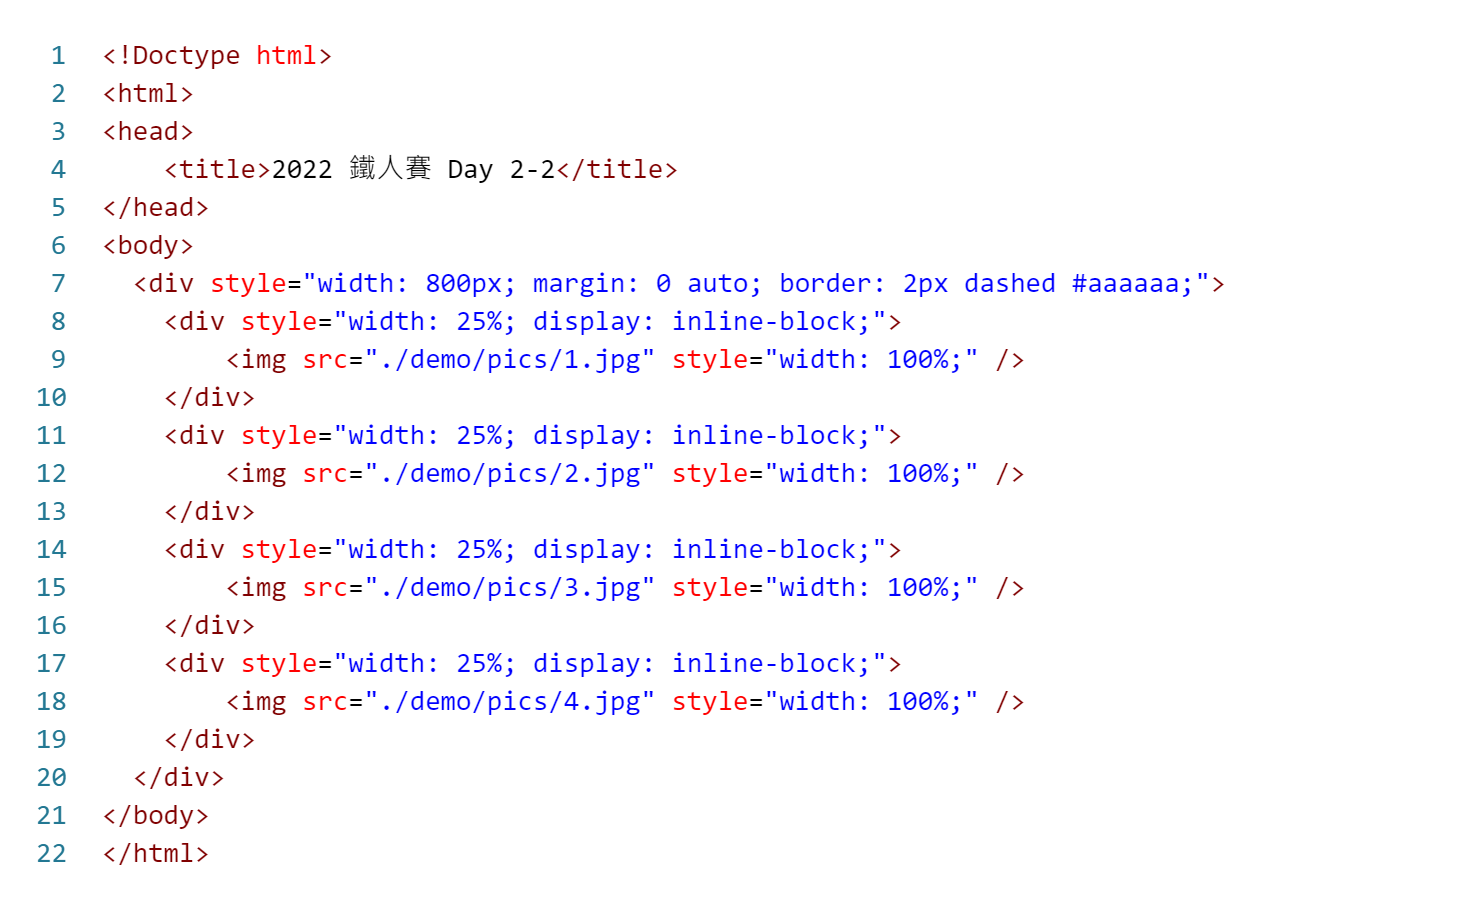 1 <!Doctype html>
2 <html>
3 <head>
4     <title>2022 鐵人賽 Day 2-2</title>
5 </head>
6 <body>
7   <div style="width: 800px; margin: 0 auto; border: 2px dashed #aaaaaa;">
8     <div style="width: 25%; display: inline-block;">
9         <img src="./demo/pics/1.jpg" style="width: 100%;" />
10     </div>
11     <div style="width: 25%; display: inline-block;">
12         <img src="./demo/pics/2.jpg" style="width: 100%;" />
13     </div>
14     <div style="width: 25%; display: inline-block;">
15         <img src="./demo/pics/3.jpg" style="width: 100%;" />
16     </div>
17     <div style="width: 25%; display: inline-block;">
18         <img src="./demo/pics/4.jpg" style="width: 100%;" />
19     </div>
20   </div>
21 </body>
22 </html>